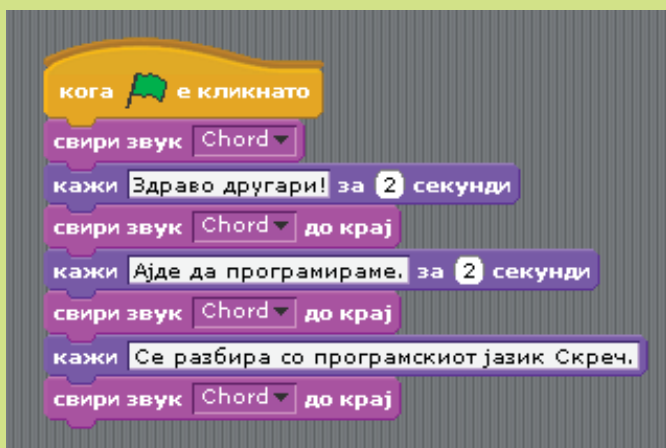 кога е кликнато
свири звук Chord
кажи Здраво другари! за 2 секунди
свири звук Chord до крај
кажи Ајде да програмираме. за 2 секунди
свири звук Chord до крај
кажи Се разбира со програмскиот јазик Скреч.
свири звук Chord до крај